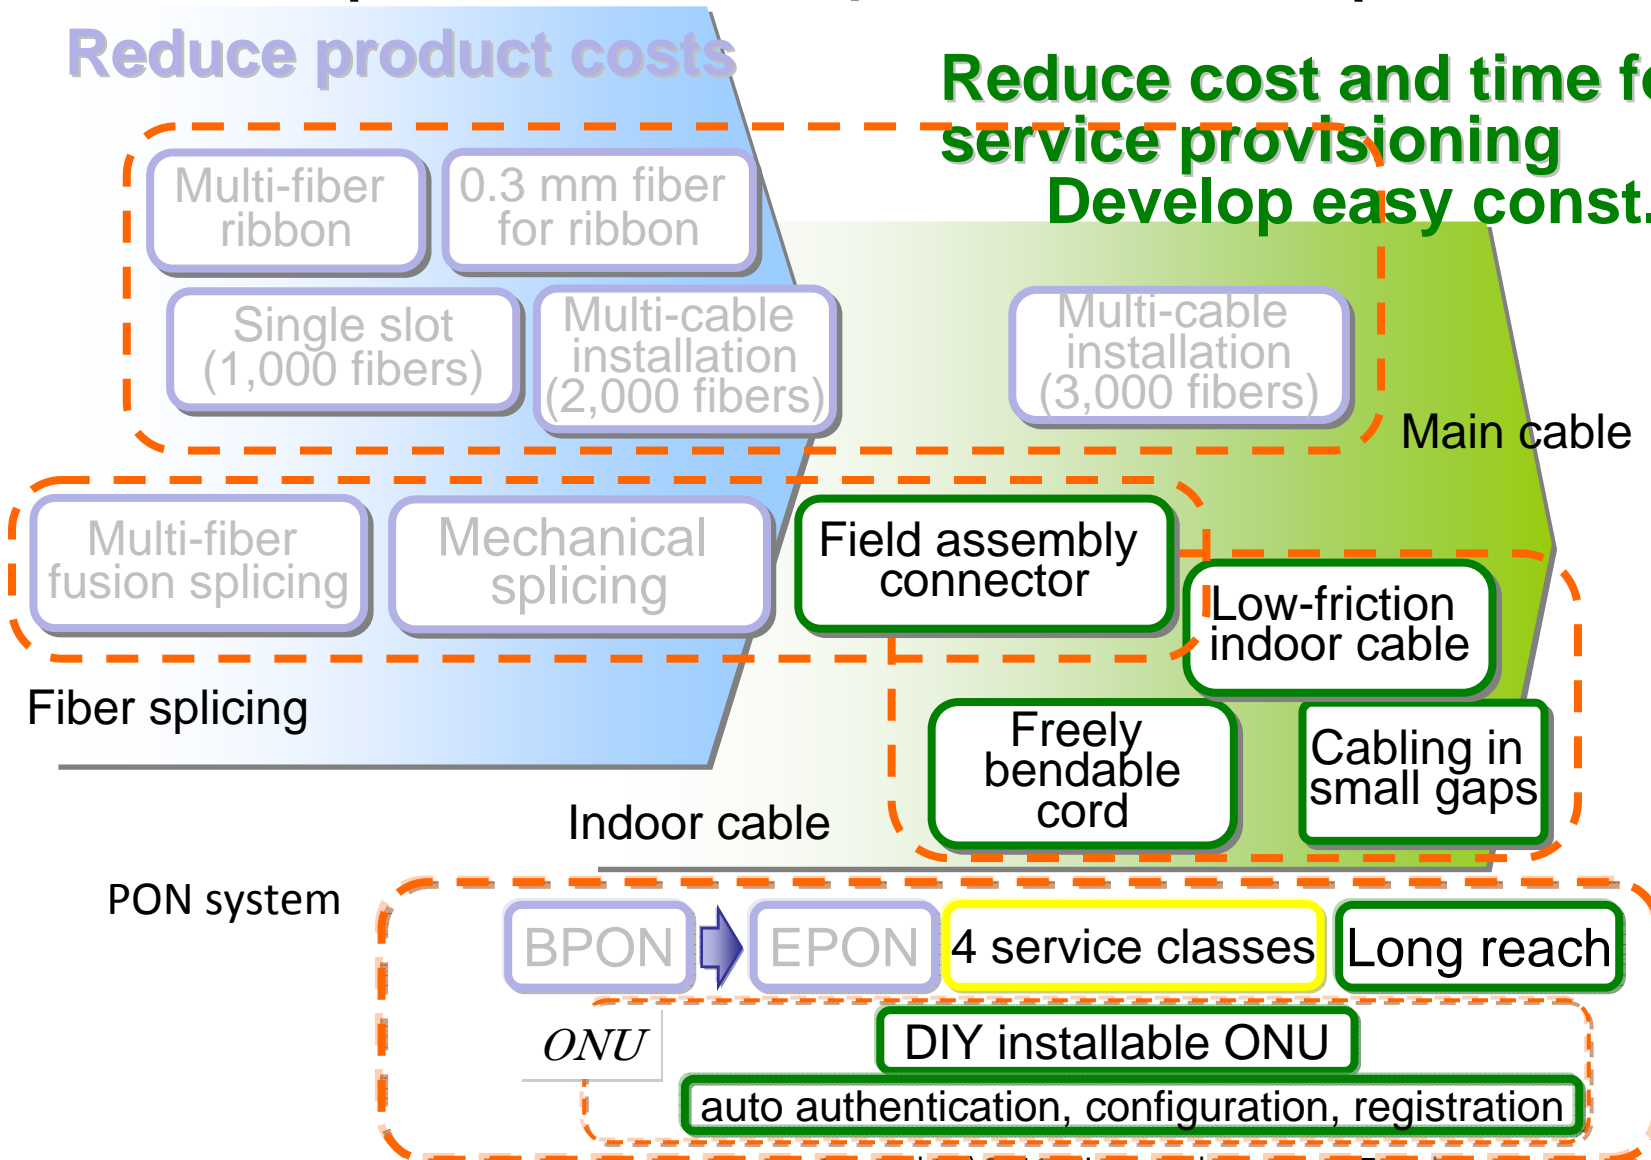 Reduce product costs
Reduce cost and time
service provisioning
Develop easy const.
Multi-fiber
ribbon
0.3 mm fiber
for ribbon
Single slot
(1,000 fibers)
Multi-cable
installation
(2,000 fibers)
Multi-cable
installation
(3,000 fibers)
Main cable
Multi-fiber
fusion splicing
Mechanical
splicing
Field assembly
connector
Low-friction
indoor cable
Fiber splicing
Freely
bendable
cord
Cabling in
small gaps
Indoor cable
PON system
BPON
EPON
4 service classes
Long reach
ONU
DIY installable ONU
auto authentication, configuration, registration